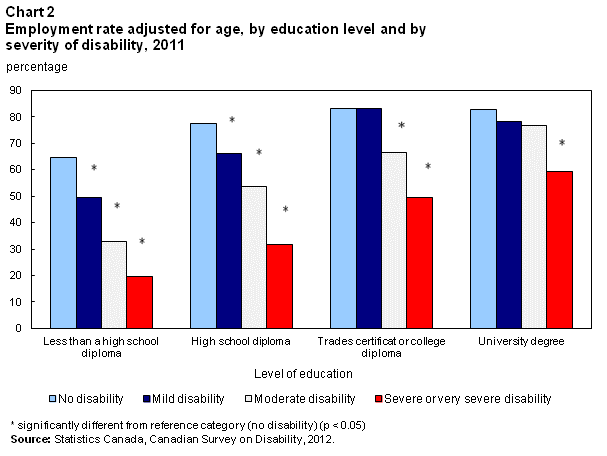 Chart 2
Employment rate adjusted for age, by education level and by
severity of disability, 2011
percentage
90
80
70
60
50
40
30
20
10
0
* * * * * * * * *
Less than a high school
diploma
High school diploma
Trades certificat or college
diploma
University degree
Level of education
No disability Mild disability Moderate disability Severe or very severe disability
* significantly different from reference category (no disability) (p < 0.05)
Source: Statistics Canada, Canadian Survey on Disability, 2012.